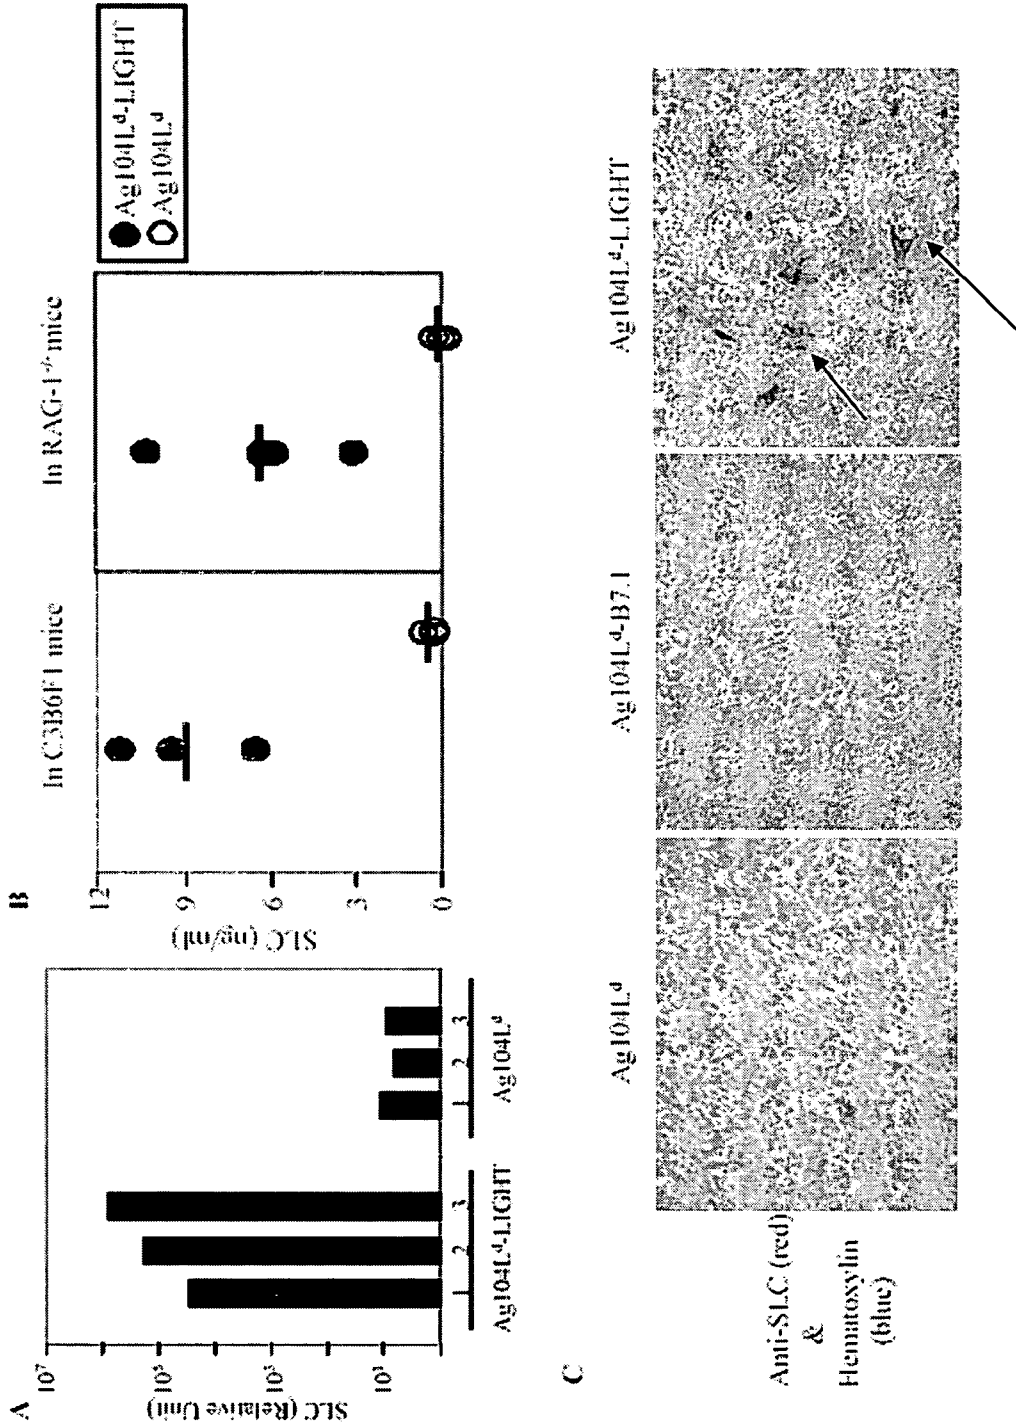 A
SLC (Relative Unit)
10⁷
10⁵
10³
10¹
1 2 3
Ag104Lᵈ-LIGHT
1 2 3
Ag104Lᵈ
B
In C3B6F1 mice
In RAG-1⁻/⁻ mice
SLC (ng/ml)
12
9
6
3
0
Ag104Lᵈ-LIGHT
Ag104Lᵈ
C
Ag104Lᵈ
Ag104Lᵈ-B7.1
Ag104Lᵈ-LIGHT
Anti-SLC (red)
&
Hematoxylin
(blue)